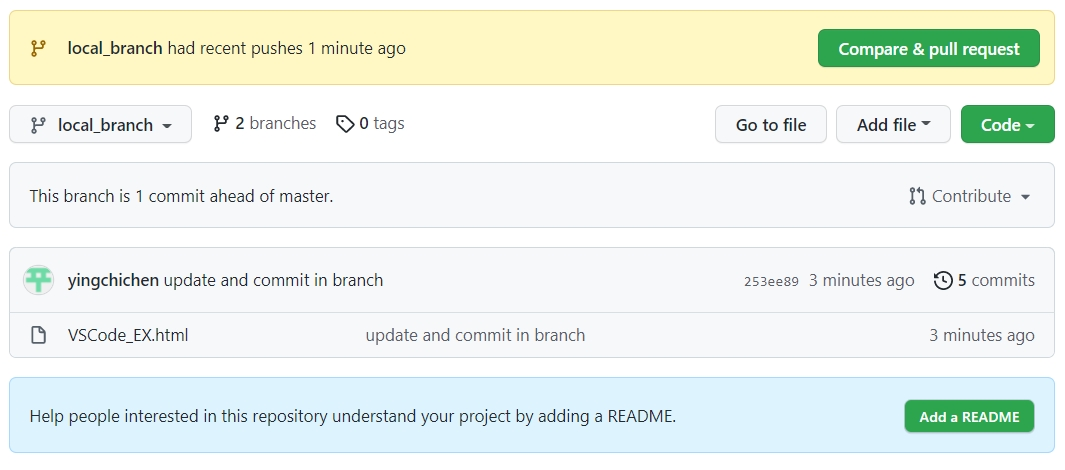 local_branch had recent pushes 1 minute ago Compare & pull request
local_branch 2 branches 0 tags Go to file Add file Code
This branch is 1 commit ahead of master. Contribute
yingchichen update and commit in branch 253ee89 3 minutes ago 5 commits
VSCode_EX.html update and commit in branch 3 minutes ago
Help people interested in this repository understand your project by adding a README. Add a README